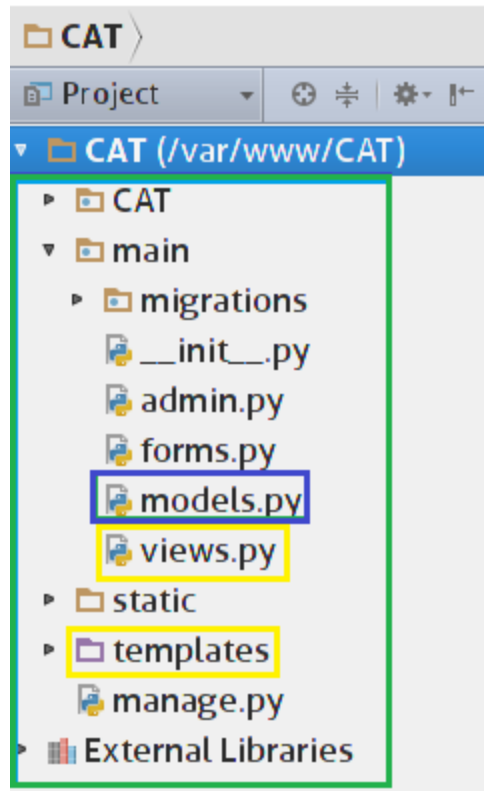 CAT
Project
CAT (/var/www/CAT)
CAT
main
migrations
__init__.py
admin.py
forms.py
models.py
views.py
static
templates
manage.py
External Libraries